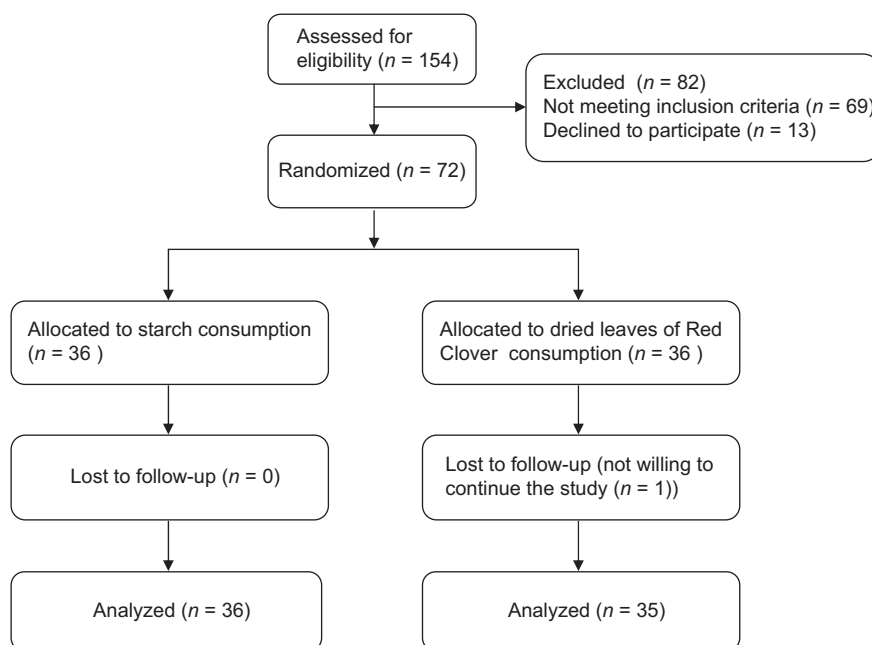 Assessed for
eligibility (n = 154)
Excluded (n = 82)
Not meeting inclusion criteria (n = 69)
Declined to participate (n = 13)
Randomized (n = 72)
Allocated to starch consumption
(n = 36 )
Allocated to dried leaves of Red
Clover consumption (n = 36 )
Lost to follow-up (n = 0)
Lost to follow-up (not willing to
continue the study (n = 1))
Analyzed (n = 36)
Analyzed (n = 35)